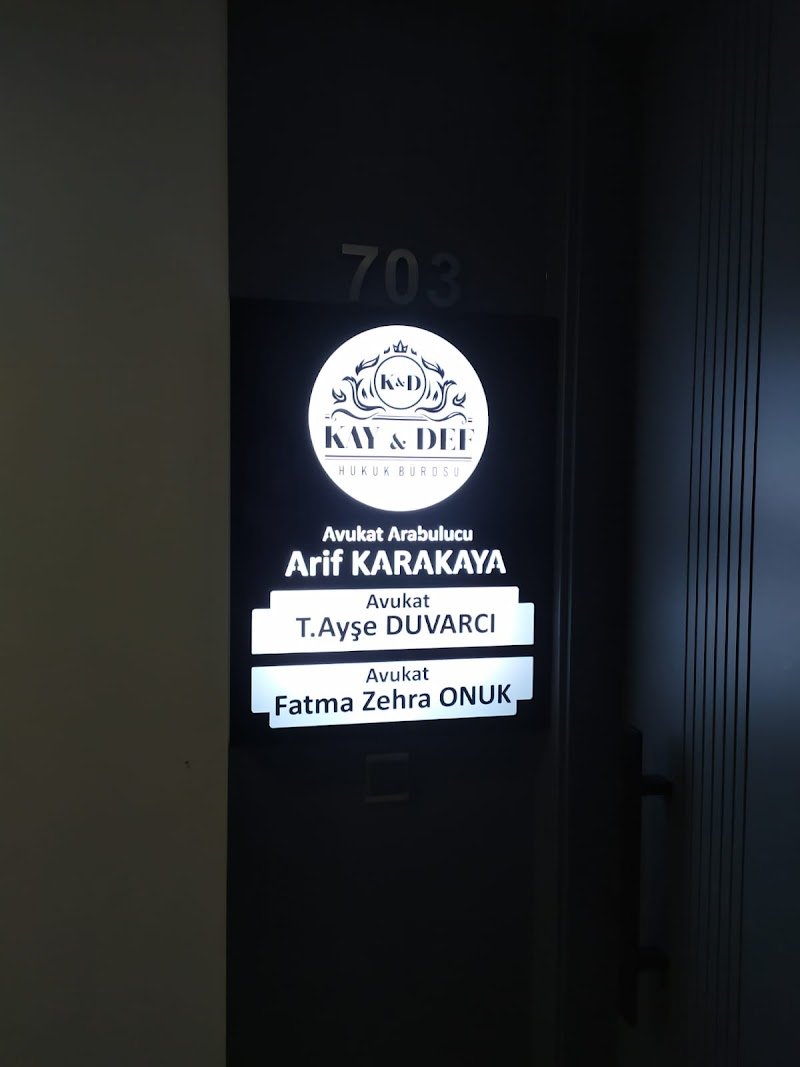 703
K&D
KAY & DEF
HUKUK BÜROSU
Avukat Arabulucu
Arif KARAKAYA
Avukat
T.Ayşe DUVARCI
Avukat
Fatma Zehra ONUK